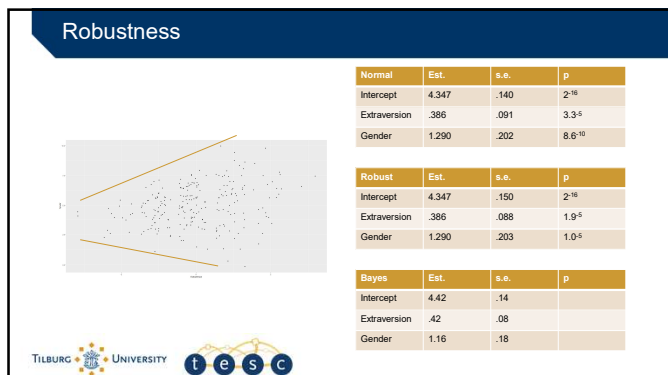 Robustness
Normal Est. s.e. p
Intercept 4.347 .140 2-16
Extraversion .386 .091 3.3-5
Gender 1.290 .202 8.6-10
Robust Est. s.e. p
Intercept 4.347 .150 2-16
Extraversion .386 .088 1.9-5
Gender 1.290 .203 1.0-5
Bayes Est. s.e. p
Intercept 4.42 .14
Extraversion .42 .08
Gender 1.16 .18
TILBURG UNIVERSITY
t e s c